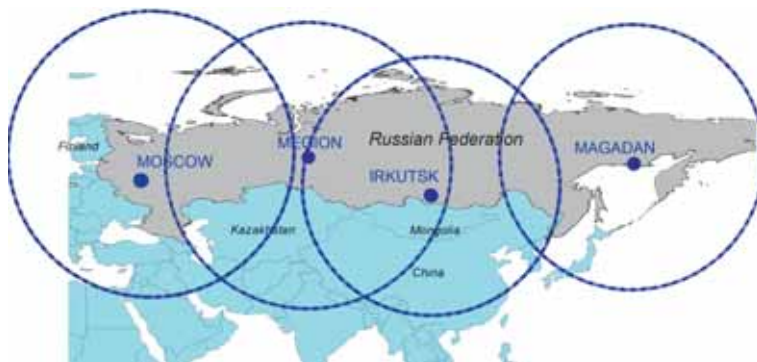 Finland
MOSCOW
MEGION
Russian Federation
IRKUTSK
MAGADAN
Kazakhstan
Mongolia
China